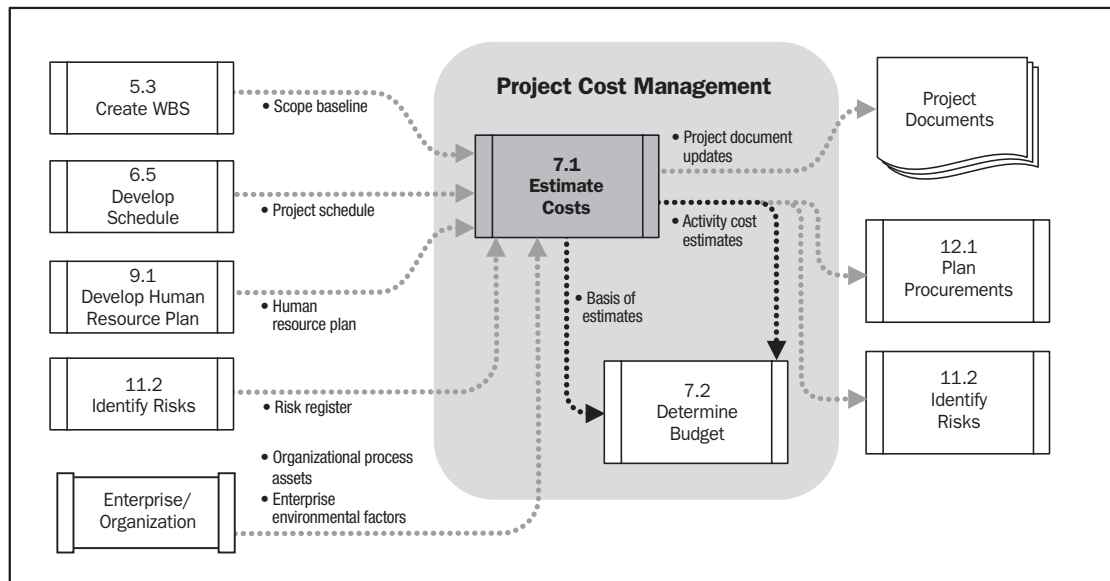 Project Cost Management
5.3
Create WBS
• Scope baseline
6.5
Develop
Schedule
• Project schedule
9.1
Develop Human
Resource Plan
• Human
resource plan
11.2
Identify Risks
• Risk register
Enterprise/
Organization
• Organizational process
assets
• Enterprise
environmental factors
7.1
Estimate
Costs
• Project document
updates
• Activity cost
estimates
• Basis of
estimates
7.2
Determine
Budget
Project
Documents
12.1
Plan
Procurements
11.2
Identify
Risks